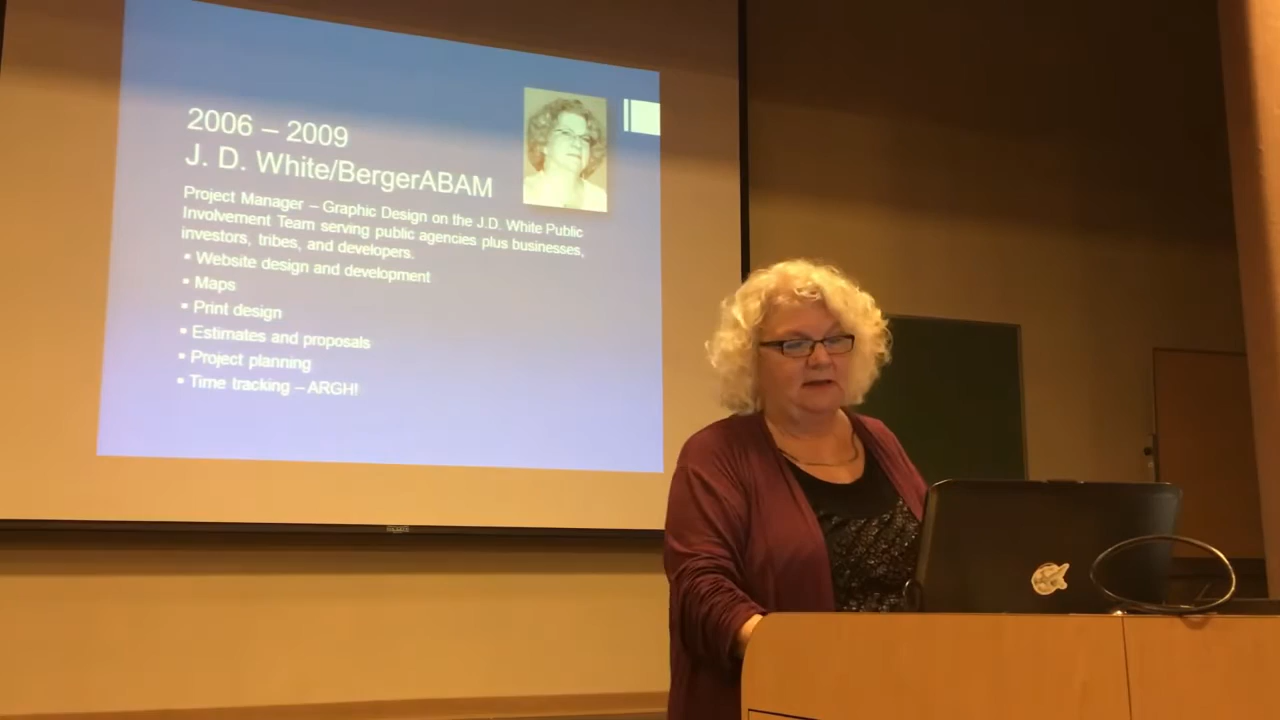 2006 – 2009
J. D. White/BergerABAM
Project Manager – Graphic Design on the J.D. White Public
Involvement Team serving public agencies plus businesses,
investors, tribes, and developers.
▪ Website design and development
▪ Maps
▪ Print design
▪ Estimates and proposals
▪ Project planning
▪ Time tracking – ARGH!